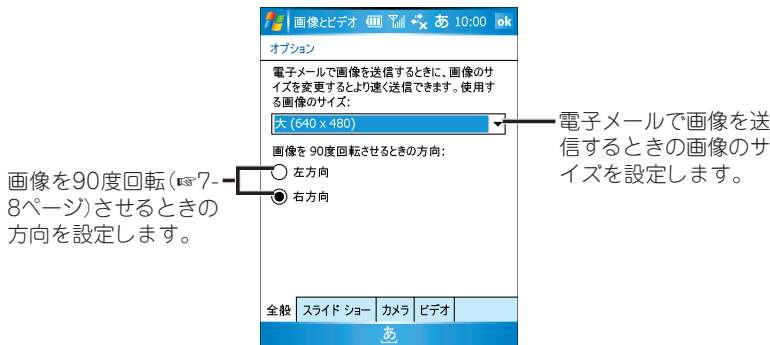 画像とビデオ
あ 10:00 ok
オプション
電子メールで画像を送信するときに、画像のサ
イズを変更するとより速く送信できます。使用す
る画像のサイズ:
大 (640 x 480)
画像を 90度回転させるときの方向:
左方向
右方向
全般 スライド ショー カメラ ビデオ
あ
電子メールで画像を送
信するときの画像のサ
イズを設定します。
画像を90度回転(☞7-
8ページ)させるときの
方向を設定します。